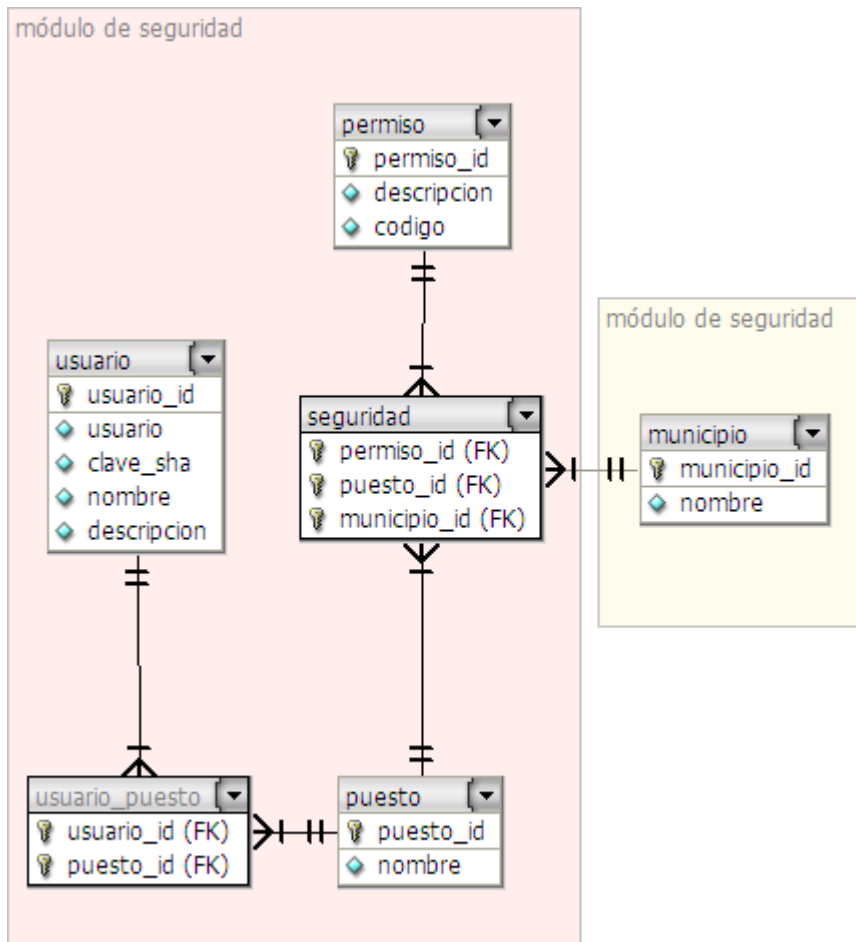 módulo de seguridad
permiso
permiso_id
descripcion
codigo
usuario
usuario_id
usuario
clave_sha
nombre
descripcion
seguridad
permiso_id (FK)
puesto_id (FK)
municipio_id (FK)
módulo de seguridad
municipio
municipio_id
nombre
usuario_puesto
usuario_id (FK)
puesto_id (FK)
puesto
puesto_id
nombre